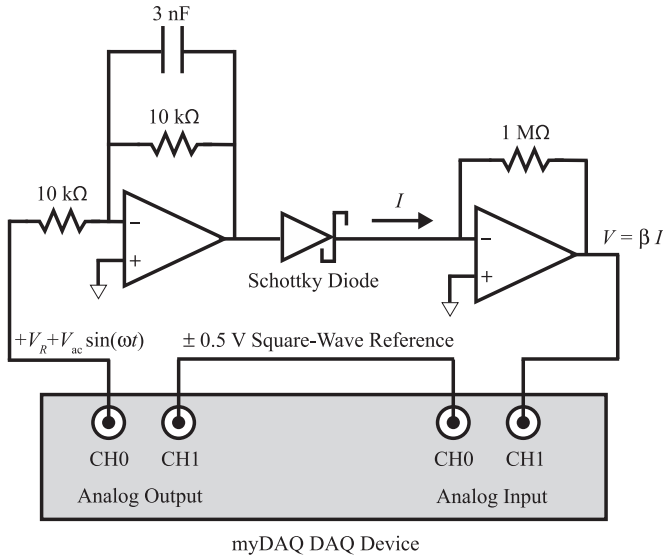 3 nF
10 kΩ
1 MΩ
10 kΩ
I
−
+
−
+
V = β I
Schottky Diode
+V_R+V_ac sin(ωt)
± 0.5 V Square-Wave Reference
CH0 CH1 CH0 CH1
Analog Output Analog Input
myDAQ DAQ Device